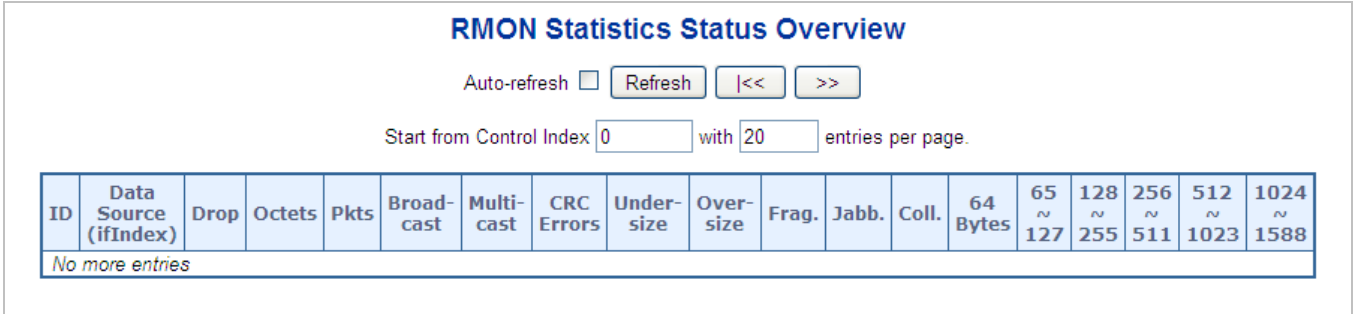 RMON Statistics Status Overview
Auto-refresh Refresh |<< >>
Start from Control Index 0 with 20 entries per page.
ID Data Source (ifIndex) Drop Octets Pkts Broad-cast Multi-cast CRC Errors Under-size Over-size Frag. Jabb. Coll. 64 Bytes 65 ~ 127 128 ~ 255 256 ~ 511 512 ~ 1023 1024 ~ 1588
No more entries